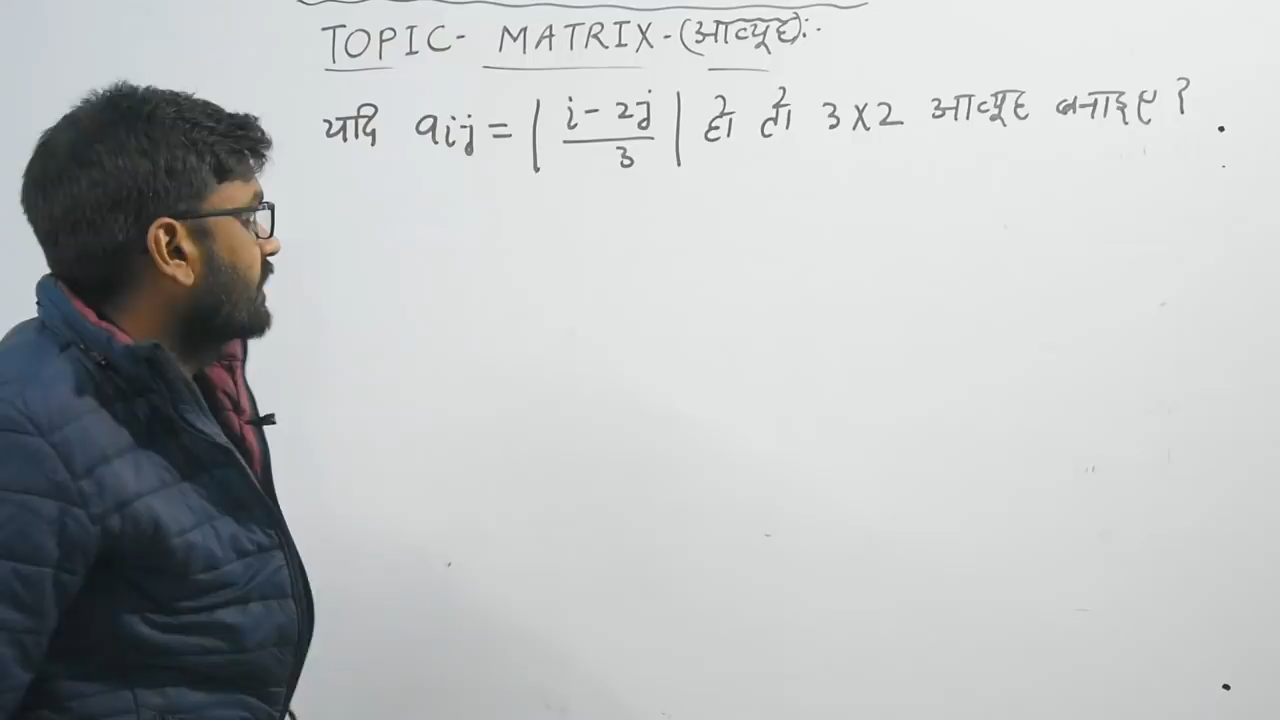 TOPIC- MATRIX-(आव्यूह):-
यदि aij = | i-2j / 3 | हो तो 3X2 आव्यूह बनाइए ?